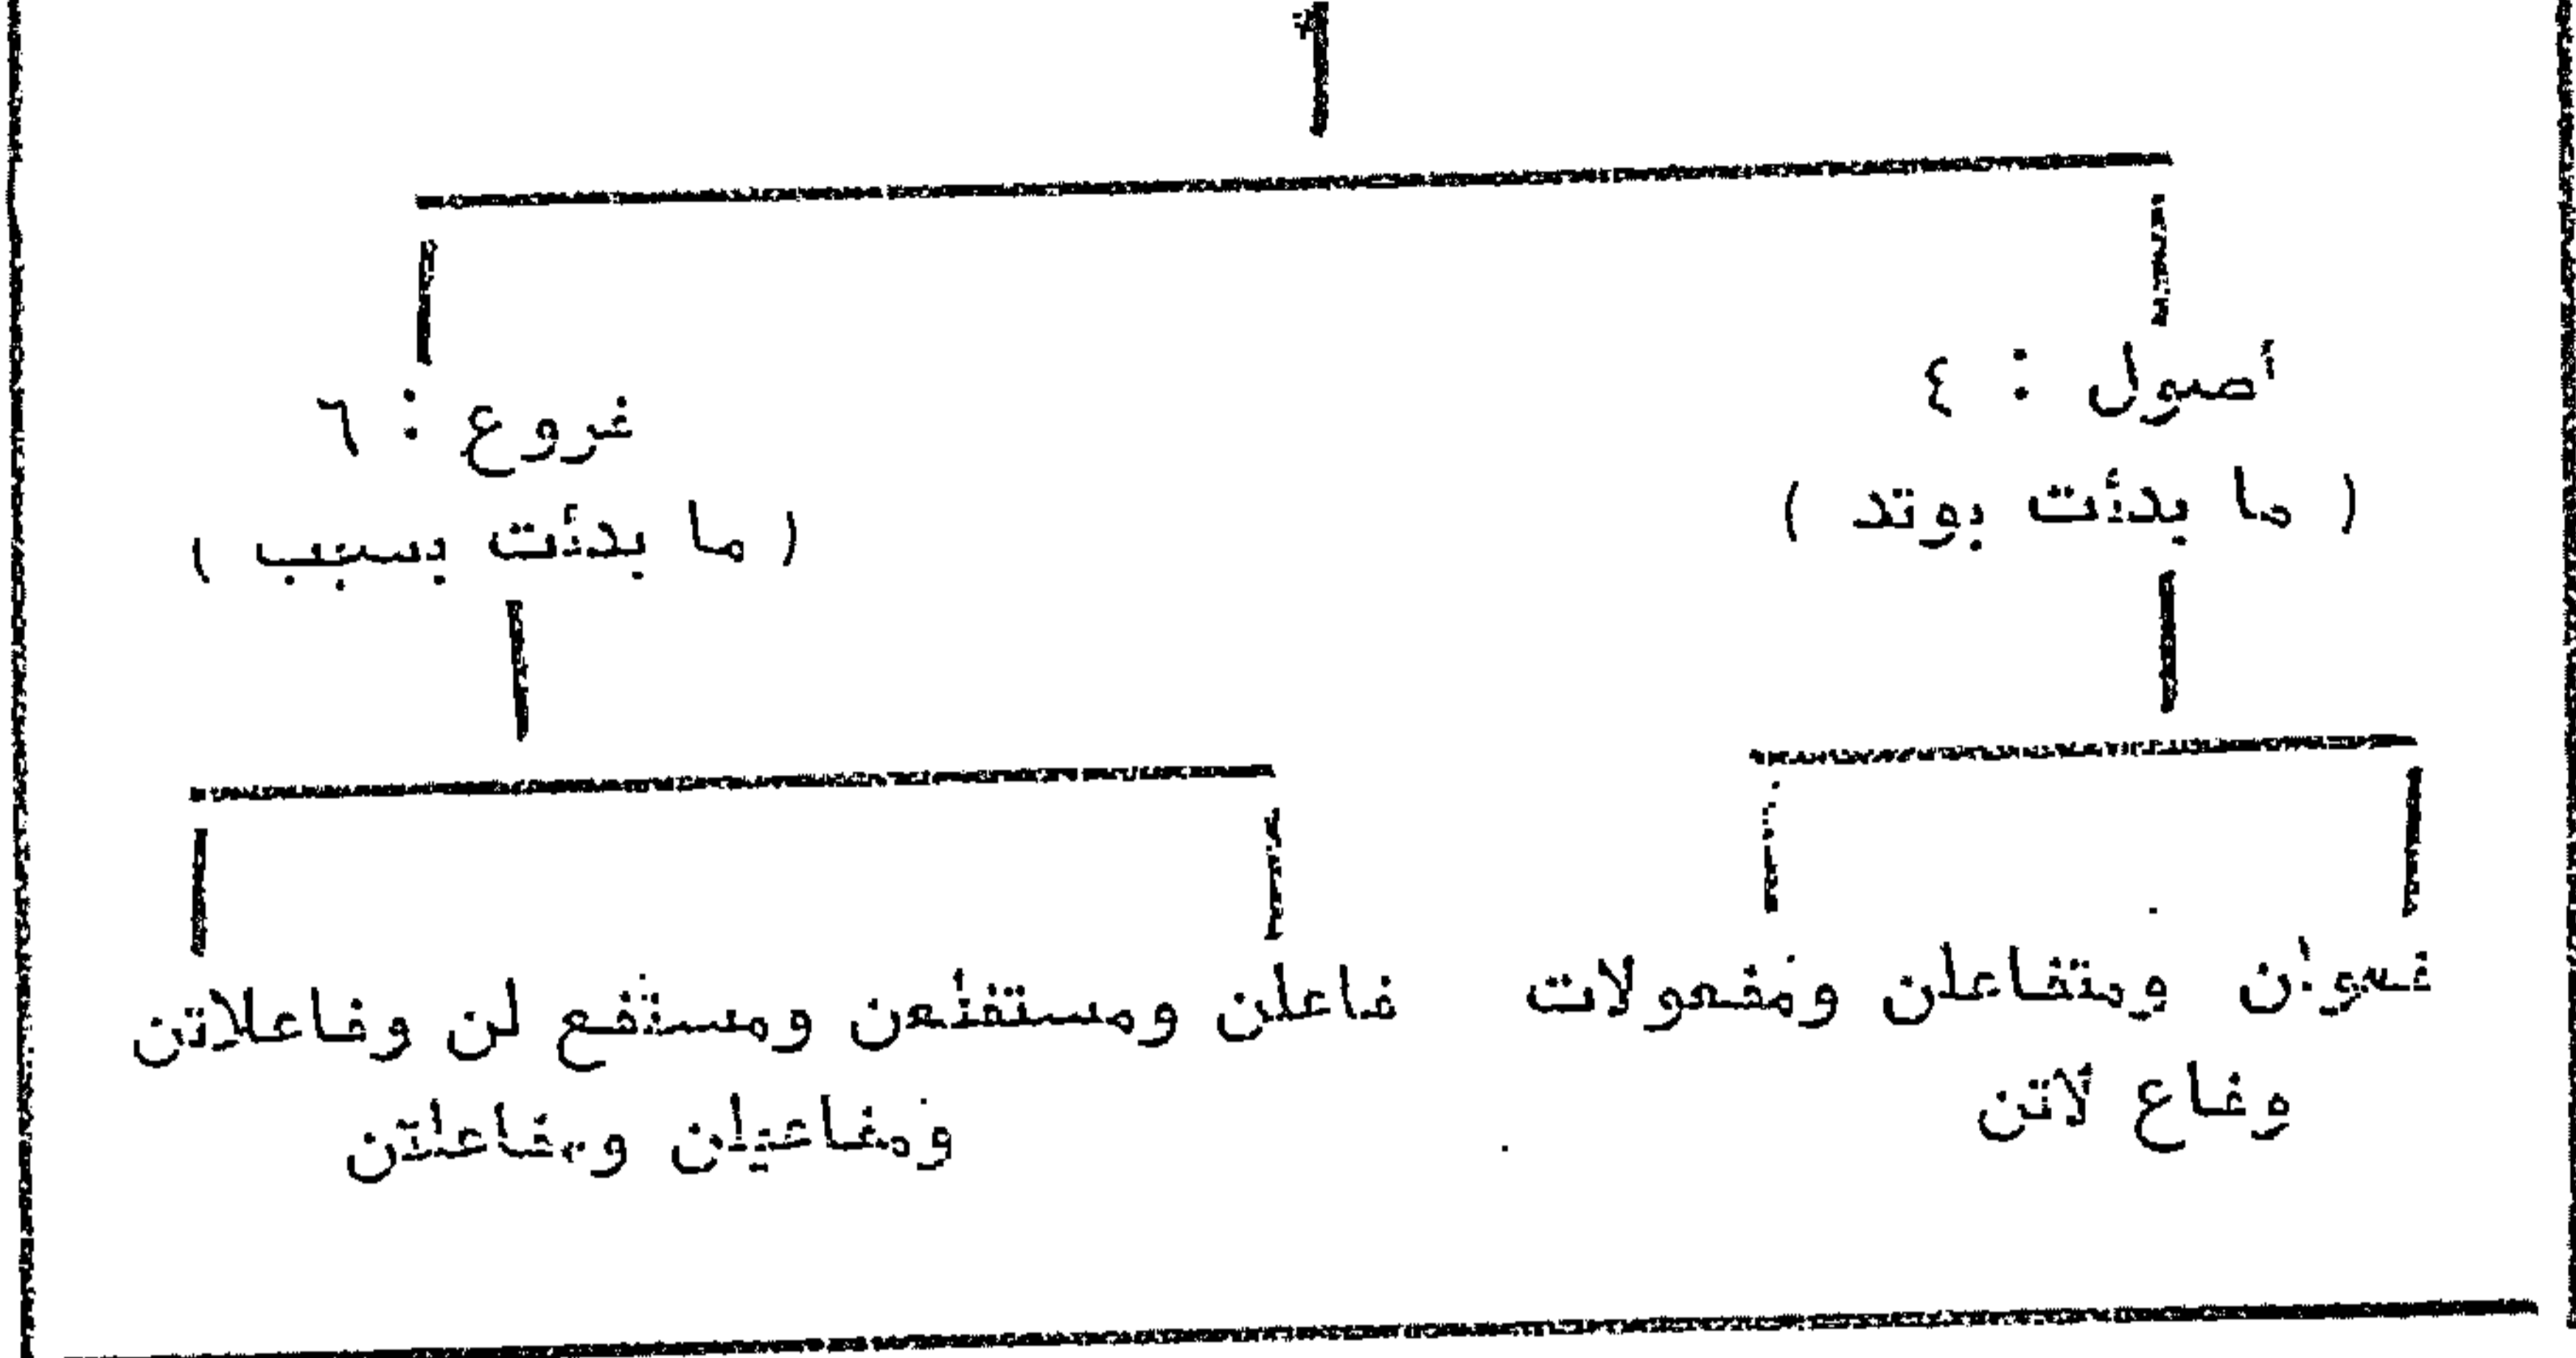 أصول : ٤
( ما بدئت بوتد )
فروع : ٦
( ما بدئت بسبب )
فعولن ومتفاعلن ومفعولات
وفاع لاتن
فاعلن ومستفعلن ومستفع لن وفاعلاتن
ومفاعيلن ومفاعلتن